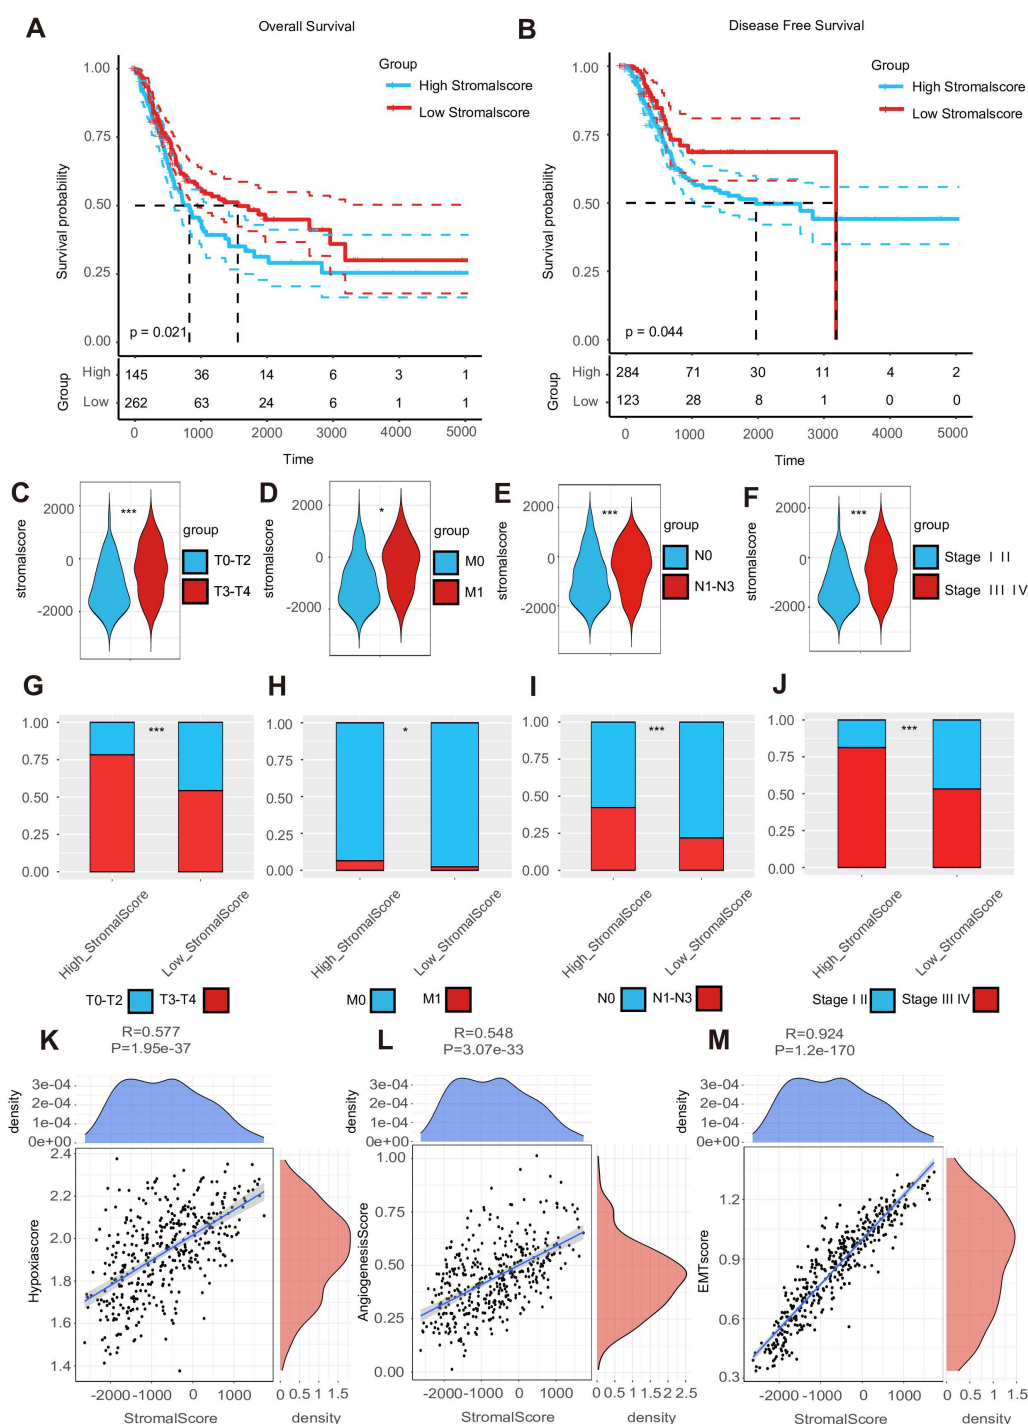 A
Overall Survival
Group
High Stromalscore
Low Stromalscore
Survival probability
1.00
0.75
0.50
0.25
0.00
p = 0.021
Group
High 145 36 14 6 3 1
Low 262 63 24 6 1 1
0 1000 2000 3000 4000 5000
Time
B
Disease Free Survival
Group
High Stromalscore
Low Stromalscore
Survival probability
1.00
0.75
0.50
0.25
0.00
p = 0.044
Group
High 284 71 30 11 4 2
Low 123 28 8 1 0 0
0 1000 2000 3000 4000 5000
Time
C
stromalscore
2000
0
-2000
***
group
T0-T2
T3-T4
D
stromalscore
2000
0
-2000
*
group
M0
M1
E
stromalscore
2000
0
-2000
***
group
N0
N1-N3
F
stromalscore
2000
0
-2000
***
group
Stage I II
Stage III IV
G
1.00
0.75
0.50
0.25
0.00
***
High_StromalScore
Low_StromalScore
T0-T2
T3-T4
H
1.00
0.75
0.50
0.25
0.00
*
High_StromalScore
Low_StromalScore
M0
M1
I
1.00
0.75
0.50
0.25
0.00
***
High_StromalScore
Low_StromalScore
N0
N1-N3
J
1.00
0.75
0.50
0.25
0.00
***
High_StromalScore
Low_StromalScore
Stage I II
Stage III IV
K
R=0.577
P=1.95e-37
density
3e-04
2e-04
1e-04
0e+00
Hypoxiascore
2.4
2.2
2.0
1.8
1.6
1.4
-2000 -1000 0 1000
StromalScore
0 0.5 1 1.5
density
L
R=0.548
P=3.07e-33
density
3e-04
2e-04
1e-04
0e+00
AngiogenesisScore
1.00
0.75
0.50
0.25
0.00
-2000 -1000 0 1000
StromalScore
0 0.5 1 1.5 2 2.5
density
M
R=0.924
P=1.2e-170
density
3e-04
2e-04
1e-04
0e+00
EMTscore
1.2
0.9
0.6
0.3
-2000 -1000 0 1000
StromalScore
0 0.5 1 1.5
density